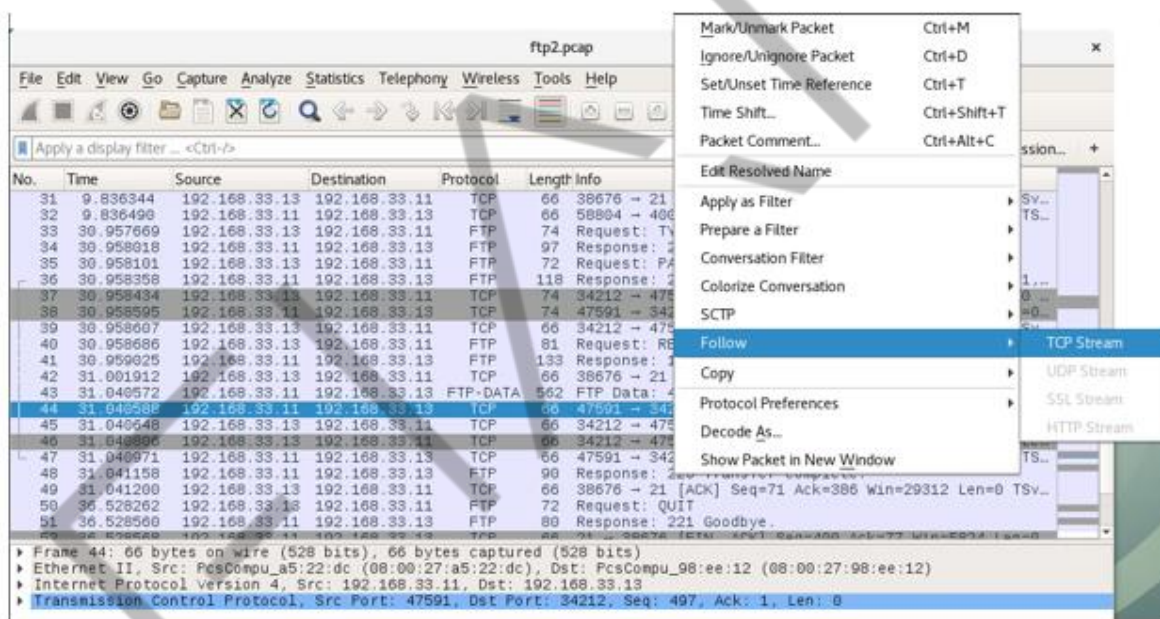 ftp2.pcap
×
File Edit View Go Capture Analyze Statistics Telephony Wireless Tools Help
Apply a display filter ... <Ctrl-/>
ssion... +
No. Time Source Destination Protocol Length Info
31 9.836344 192.168.33.13 192.168.33.11 TCP 66 38676 → 21 Sv…
32 9.836490 192.168.33.11 192.168.33.13 TCP 66 58804 → 400 TS…
33 30.957669 192.168.33.13 192.168.33.11 FTP 74 Request: TY
34 30.958018 192.168.33.11 192.168.33.13 FTP 97 Response: 2
35 30.958101 192.168.33.13 192.168.33.11 FTP 72 Request: PA
36 30.958358 192.168.33.11 192.168.33.13 FTP 118 Response: 2 1,…
37 30.958434 192.168.33.13 192.168.33.11 TCP 74 34212 → 475 0 …
38 30.958595 192.168.33.11 192.168.33.13 TCP 74 47591 → 342 =0…
39 30.958607 192.168.33.13 192.168.33.11 TCP 66 34212 → 475
40 30.958686 192.168.33.13 192.168.33.11 FTP 81 Request: RE
41 30.959025 192.168.33.11 192.168.33.13 FTP 133 Response: 1
42 31.001912 192.168.33.13 192.168.33.11 TCP 66 38676 → 21
43 31.040572 192.168.33.11 192.168.33.13 FTP-DATA 562 FTP Data: 4
44 31.040588 192.168.33.11 192.168.33.13 TCP 66 47591 → 342
45 31.040648 192.168.33.13 192.168.33.11 TCP 66 34212 → 475
46 31.040806 192.168.33.13 192.168.33.11 TCP 66 34212 → 475
47 31.040971 192.168.33.11 192.168.33.13 TCP 66 47591 → 342 TS…
48 31.041158 192.168.33.11 192.168.33.13 FTP 90 Response: 226 Transfer complete.
49 31.041200 192.168.33.13 192.168.33.11 TCP 66 38676 → 21 [ACK] Seq=71 Ack=386 Win=29312 Len=0 TSv…
50 36.528262 192.168.33.13 192.168.33.11 FTP 72 Request: QUIT
51 36.528560 192.168.33.11 192.168.33.13 FTP 80 Response: 221 Goodbye.
Mark/Unmark Packet Ctrl+M
Ignore/Unignore Packet Ctrl+D
Set/Unset Time Reference Ctrl+T
Time Shift... Ctrl+Shift+T
Packet Comment... Ctrl+Alt+C
Edit Resolved Name
Apply as Filter
Prepare a Filter
Conversation Filter
Colorize Conversation
SCTP
Follow
Copy
Protocol Preferences
Decode As...
Show Packet in New Window
TCP Stream
UDP Stream
SSL Stream
HTTP Stream
Frame 44: 66 bytes on wire (528 bits), 66 bytes captured (528 bits)
Ethernet II, Src: PcsCompu_a5:22:dc (08:00:27:a5:22:dc), Dst: PcsCompu_98:ee:12 (08:00:27:98:ee:12)
Internet Protocol Version 4, Src: 192.168.33.11, Dst: 192.168.33.13
Transmission Control Protocol, Src Port: 47591, Dst Port: 34212, Seq: 497, Ack: 1, Len: 0